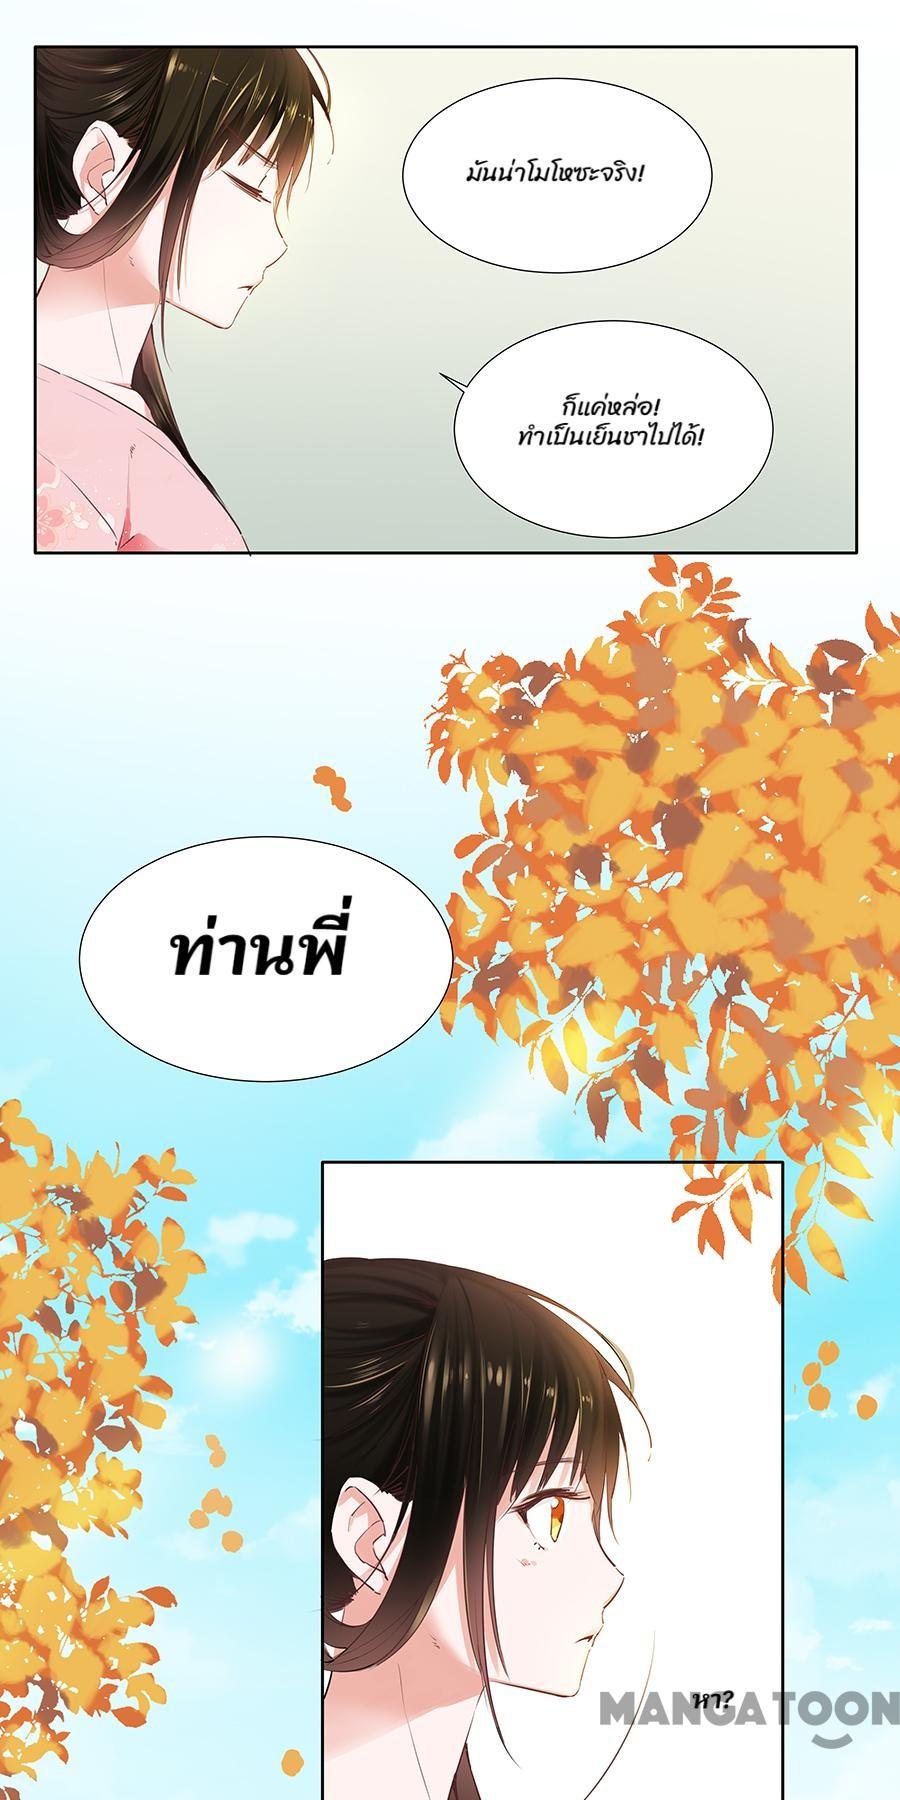 มันน่าโมโหซะจริง!
ก็แค่หล่อ!
ทำเป็นเย็นชาไปได้!
ท่านพี่
หา?
MANGATOON